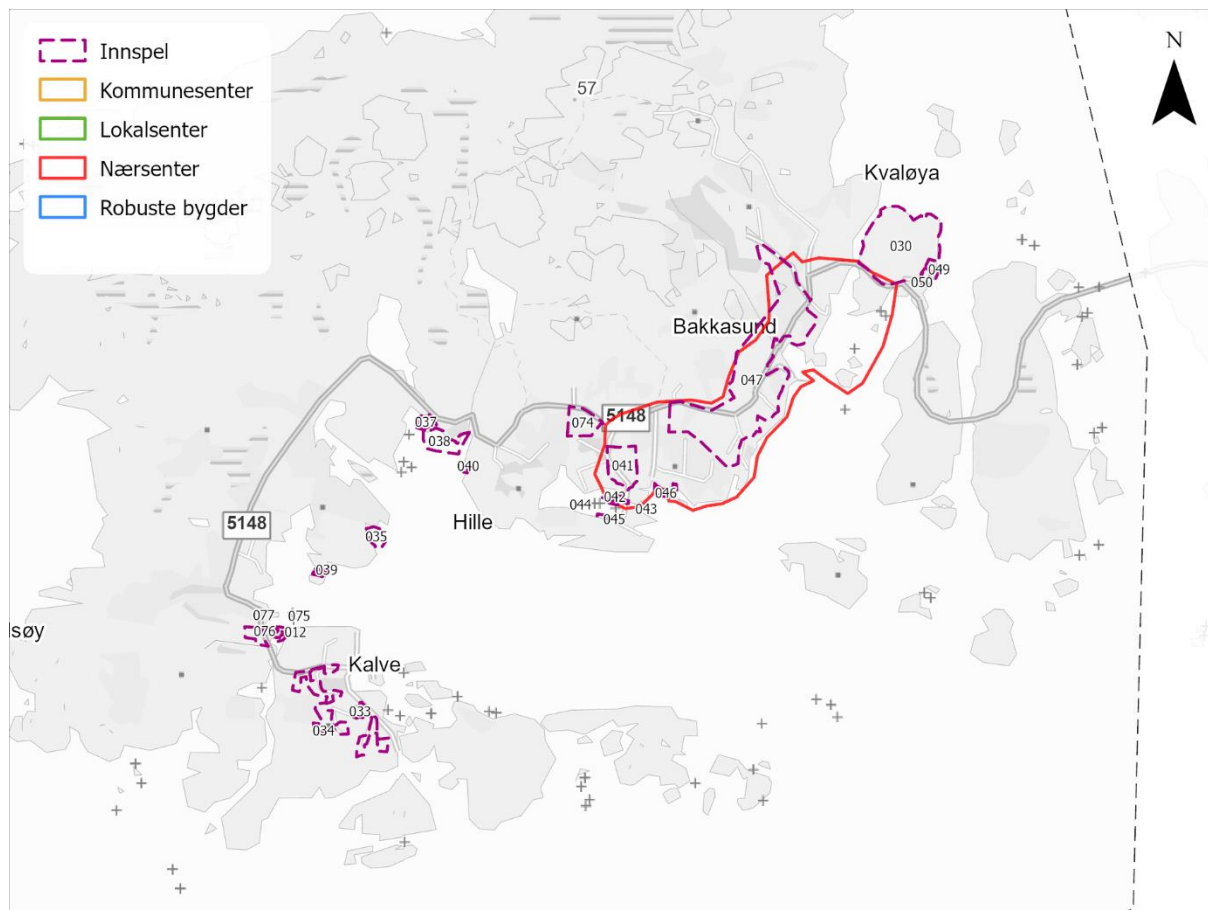 Innspel
Kommunesenter
Lokalsenter
Nærsenter
Robuste bygder
N
57
Kvaløya
030
049
050
Bakkasund
047
5148
074
037
038
040
041
042
046
044
043
045
Hille
5148
035
039
077
075
076
012
lsøy
Kalve
033
034